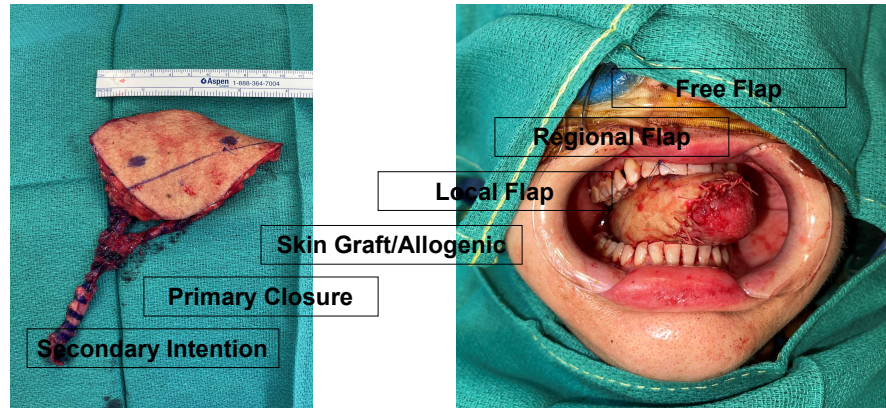 Aspen 1-888-364-7004
Free Flap
Regional Flap
Local Flap
Skin Graft/Allogenic
Primary Closure
Secondary Intention